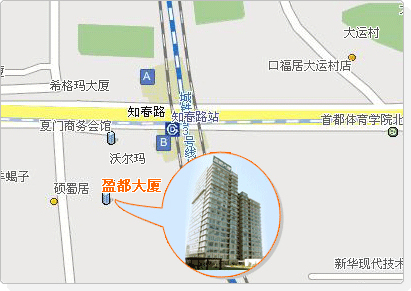 大运村
口福居大运村店
A
希格玛大厦
城铁13号线
知春路
知春路站
C
夏门商务会馆
首都体育学院北
B
沃尔玛
羊蝎子
硕蜀居
盈都大厦
新华现代技术